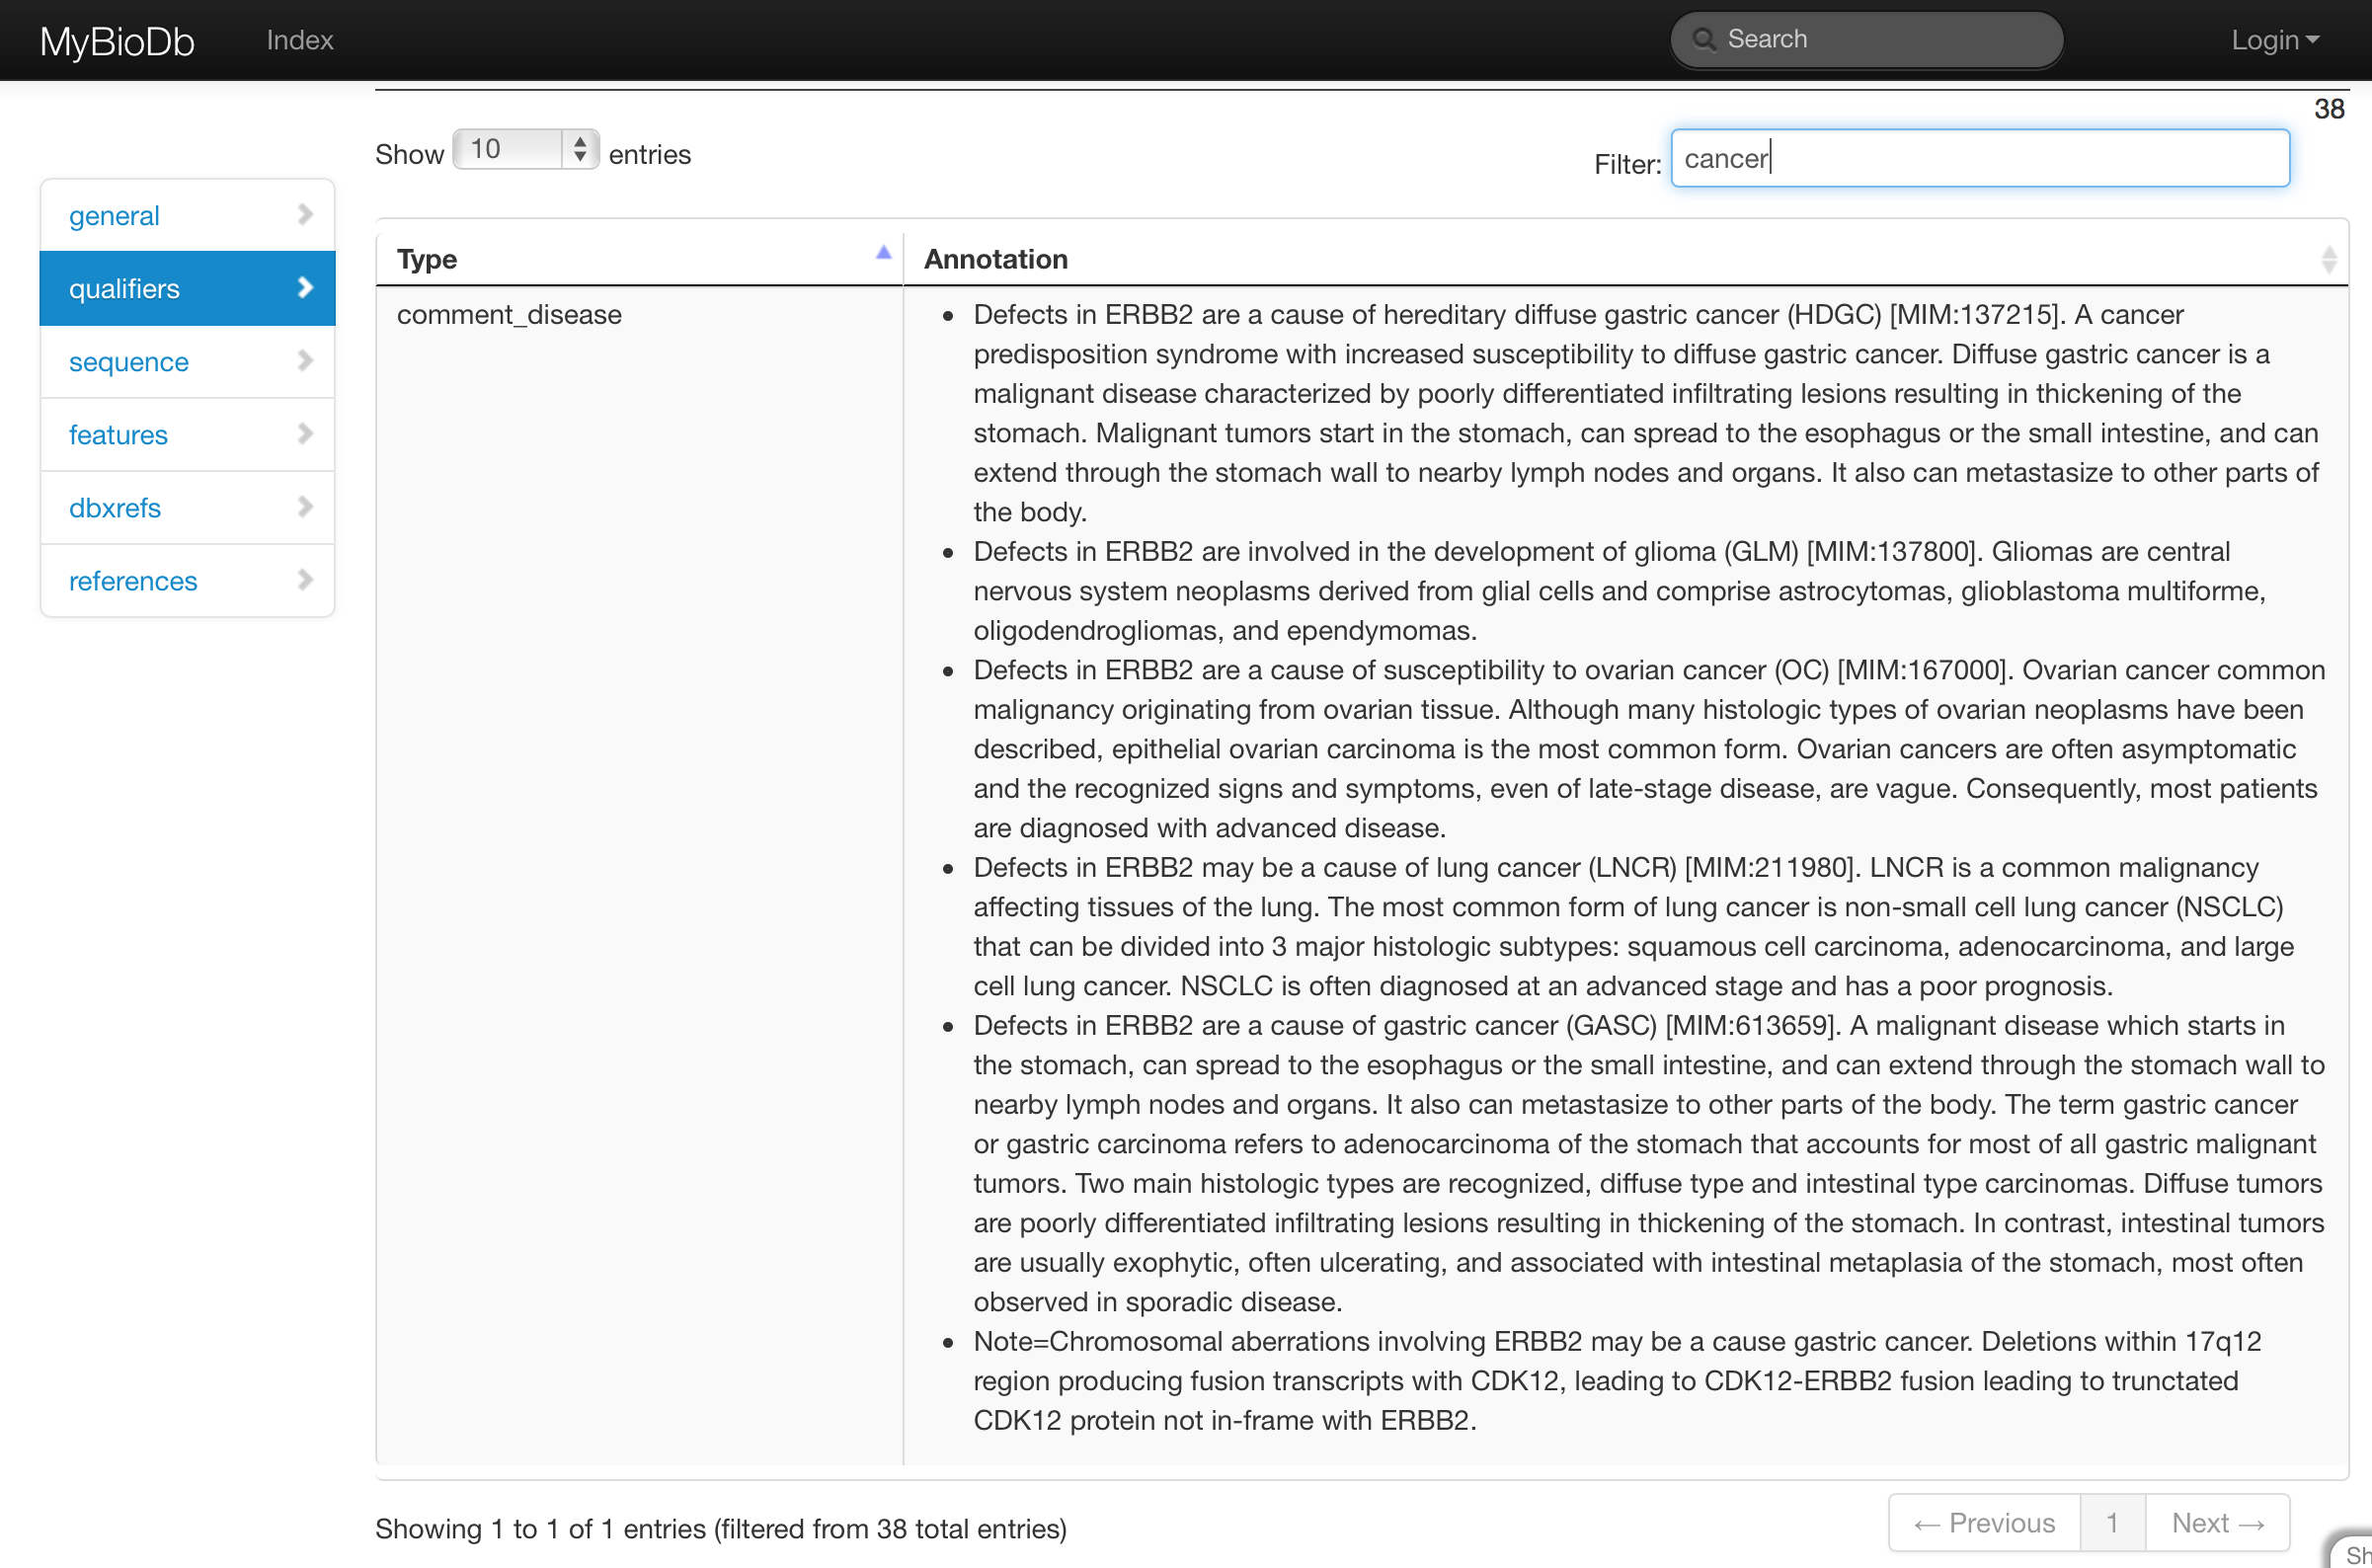 MyBioDb Index Search Login
38
Show 10 entries Filter: cancer
general
qualifiers
sequence
features
dbxrefs
references
Type Annotation
comment_disease
• Defects in ERBB2 are a cause of hereditary diffuse gastric cancer (HDGC) [MIM:137215]. A cancer
predisposition syndrome with increased susceptibility to diffuse gastric cancer. Diffuse gastric cancer is a
malignant disease characterized by poorly differentiated infiltrating lesions resulting in thickening of the
stomach. Malignant tumors start in the stomach, can spread to the esophagus or the small intestine, and can
extend through the stomach wall to nearby lymph nodes and organs. It also can metastasize to other parts of
the body.
• Defects in ERBB2 are involved in the development of glioma (GLM) [MIM:137800]. Gliomas are central
nervous system neoplasms derived from glial cells and comprise astrocytomas, glioblastoma multiforme,
oligodendrogliomas, and ependymomas.
• Defects in ERBB2 are a cause of susceptibility to ovarian cancer (OC) [MIM:167000]. Ovarian cancer common
malignancy originating from ovarian tissue. Although many histologic types of ovarian neoplasms have been
described, epithelial ovarian carcinoma is the most common form. Ovarian cancers are often asymptomatic
and the recognized signs and symptoms, even of late-stage disease, are vague. Consequently, most patients
are diagnosed with advanced disease.
• Defects in ERBB2 may be a cause of lung cancer (LNCR) [MIM:211980]. LNCR is a common malignancy
affecting tissues of the lung. The most common form of lung cancer is non-small cell lung cancer (NSCLC)
that can be divided into 3 major histologic subtypes: squamous cell carcinoma, adenocarcinoma, and large
cell lung cancer. NSCLC is often diagnosed at an advanced stage and has a poor prognosis.
• Defects in ERBB2 are a cause of gastric cancer (GASC) [MIM:613659]. A malignant disease which starts in
the stomach, can spread to the esophagus or the small intestine, and can extend through the stomach wall to
nearby lymph nodes and organs. It also can metastasize to other parts of the body. The term gastric cancer
or gastric carcinoma refers to adenocarcinoma of the stomach that accounts for most of all gastric malignant
tumors. Two main histologic types are recognized, diffuse type and intestinal type carcinomas. Diffuse tumors
are poorly differentiated infiltrating lesions resulting in thickening of the stomach. In contrast, intestinal tumors
are usually exophytic, often ulcerating, and associated with intestinal metaplasia of the stomach, most often
observed in sporadic disease.
• Note=Chromosomal aberrations involving ERBB2 may be a cause gastric cancer. Deletions within 17q12
region producing fusion transcripts with CDK12, leading to CDK12-ERBB2 fusion leading to trunctated
CDK12 protein not in-frame with ERBB2.
Showing 1 to 1 of 1 entries (filtered from 38 total entries) ← Previous 1 Next →